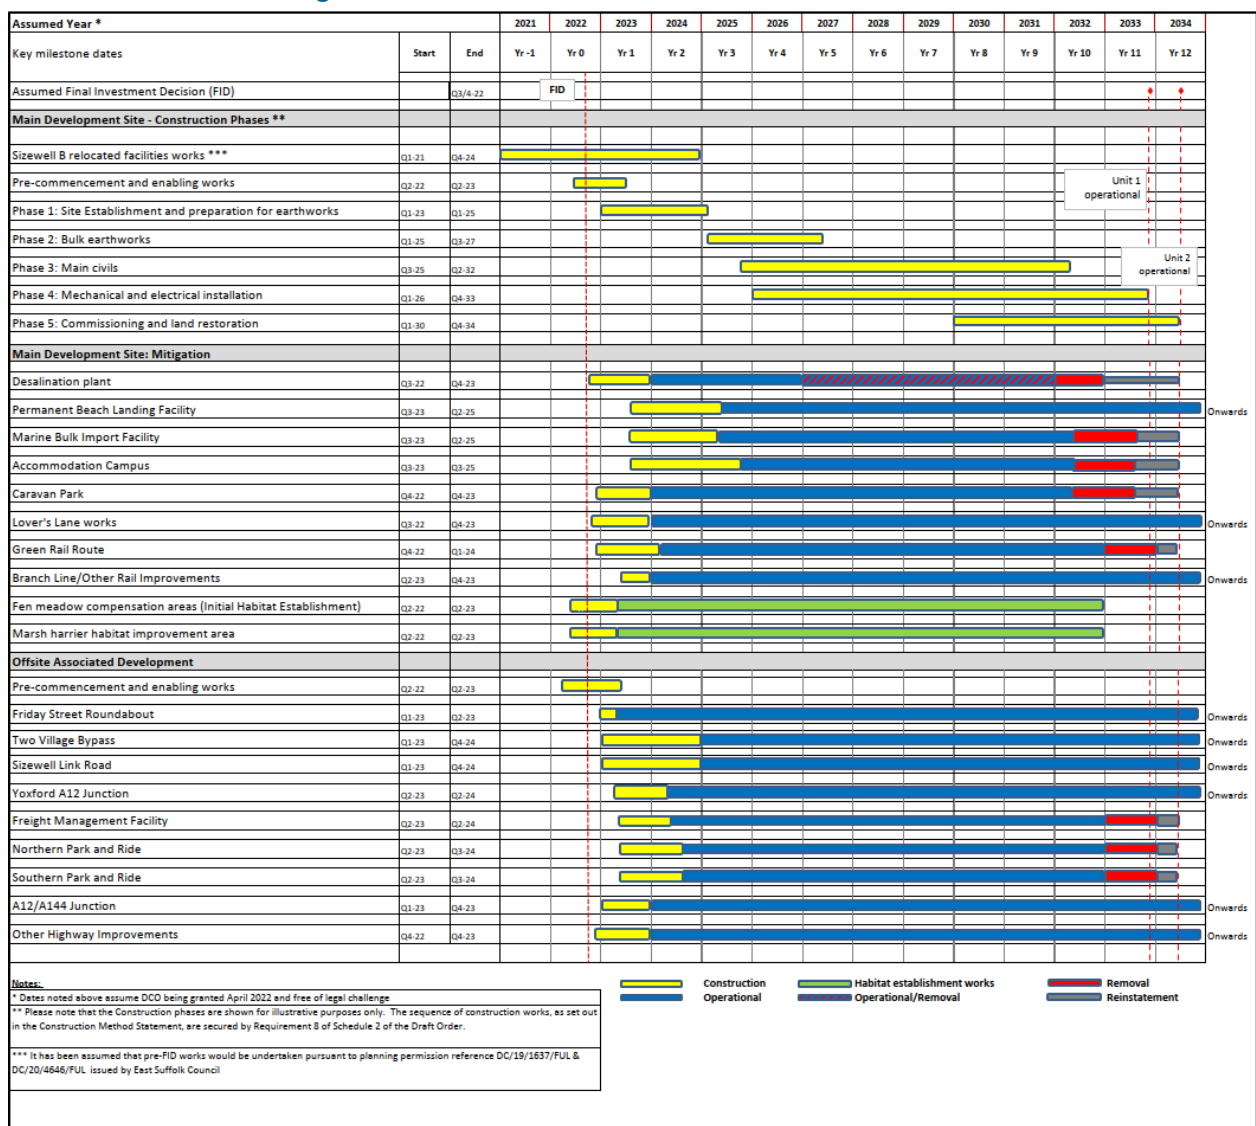 Assumed Year * 2021 2022 2023 2024 2025 2026 2027 2028 2029 2030 2031 2032 2033 2034
Key milestone dates Start End Yr -1 Yr 0 Yr 1 Yr 2 Yr 3 Yr 4 Yr 5 Yr 6 Yr 7 Yr 8 Yr 9 Yr 10 Yr 11 Yr 12
Assumed Final Investment Decision (FID) Q3/4-22 FID
Main Development Site - Construction Phases **
Sizewell B relocated facilities works *** Q1-21 Q4-24
Pre-commencement and enabling works Q2-22 Q2-23
Unit 1
operational
Phase 1: Site Establishment and preparation for earthworks Q1-23 Q1-25
Phase 2: Bulk earthworks Q1-25 Q3-27
Unit 2
operational
Phase 3: Main civils Q3-25 Q2-32
Phase 4: Mechanical and electrical installation Q1-26 Q4-33
Phase 5: Commissioning and land restoration Q1-30 Q4-34
Main Development Site: Mitigation
Desalination plant Q3-22 Q4-23
Permanent Beach Landing Facility Q3-23 Q2-25 Onwards
Marine Bulk Import Facility Q3-23 Q2-25
Accommodation Campus Q3-23 Q3-25
Caravan Park Q4-22 Q4-23
Lover's Lane works Q3-22 Q4-23 Onwards
Green Rail Route Q4-22 Q1-24
Branch Line/Other Rail Improvements Q2-23 Q4-23 Onwards
Fen meadow compensation areas (Initial Habitat Establishment) Q2-22 Q2-23
Marsh harrier habitat improvement area Q2-22 Q2-23
Offsite Associated Development
Pre-commencement and enabling works Q2-22 Q2-23
Friday Street Roundabout Q1-23 Q2-23 Onwards
Two Village Bypass Q1-23 Q4-24 Onwards
Sizewell Link Road Q1-23 Q4-24 Onwards
Yoxford A12 Junction Q2-23 Q2-24 Onwards
Freight Management Facility Q2-23 Q2-24
Northern Park and Ride Q2-23 Q3-24
Southern Park and Ride Q2-23 Q3-24
A12/A144 Junction Q1-23 Q4-23 Onwards
Other Highway Improvements Q4-22 Q4-23 Onwards
Notes:
* Dates noted above assume DCO being granted April 2022 and free of legal challenge
** Please note that the Construction phases are shown for illustrative purposes only. The sequence of construction works, as set out
in the Construction Method Statement, are secured by Requirement 8 of Schedule 2 of the Draft Order.
*** It has been assumed that pre-FID works would be undertaken pursuant to planning permission reference DC/19/1637/FUL &
DC/20/4646/FUL issued by East Suffolk Council
Construction Habitat establishment works Removal
Operational Operational/Removal Reinstatement